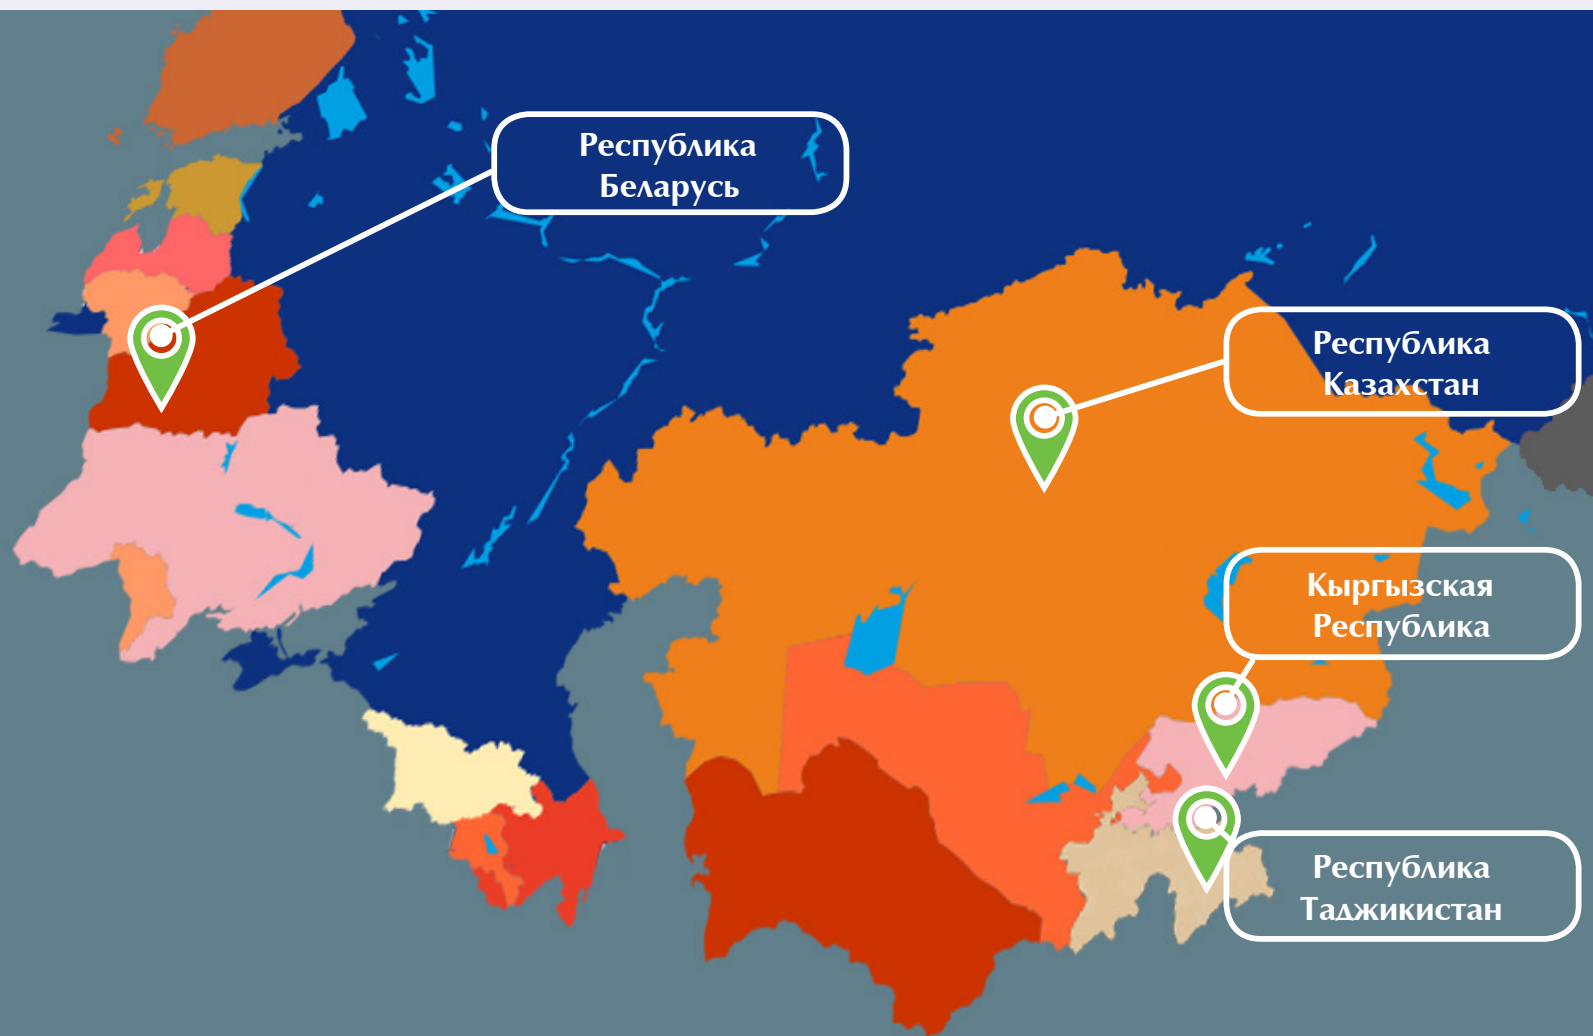 Республика
Беларусь
Республика
Казахстан
Кыргызская
Республика
Республика
Таджикистан